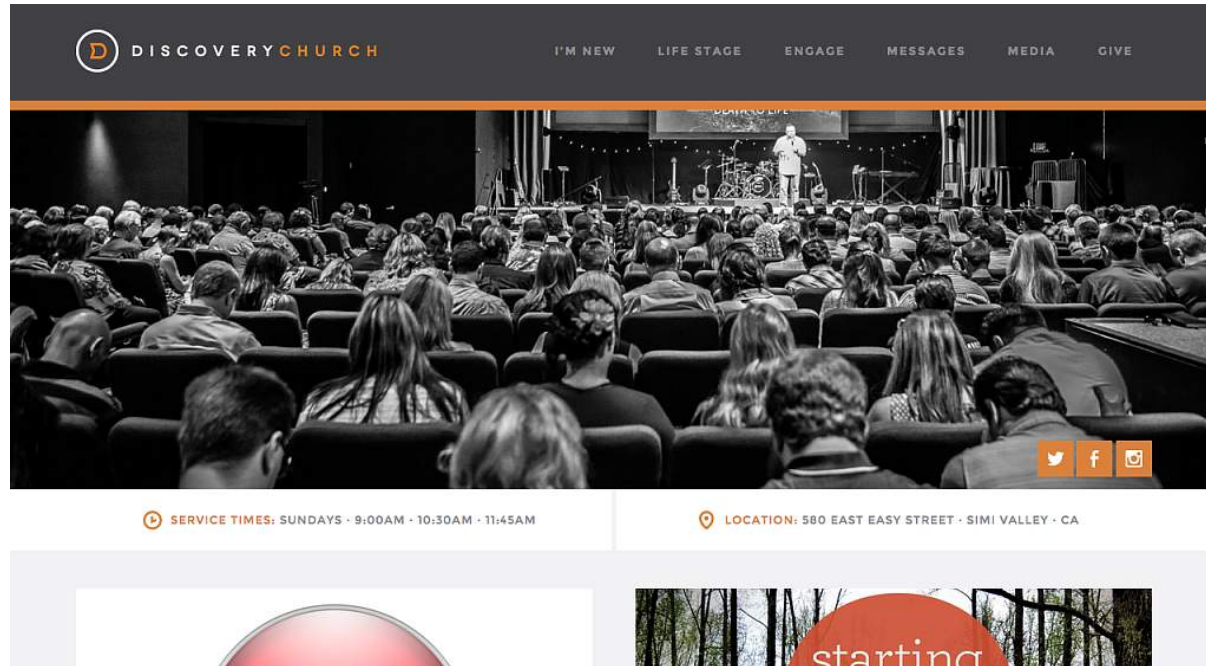 D DISCOVERYCHURCH
I'M NEW LIFE STAGE ENGAGE MESSAGES MEDIA GIVE
SERVICE TIMES: SUNDAYS · 9:00AM · 10:30AM · 11:45AM
LOCATION: 580 EAST EASY STREET · SIMI VALLEY · CA
starting